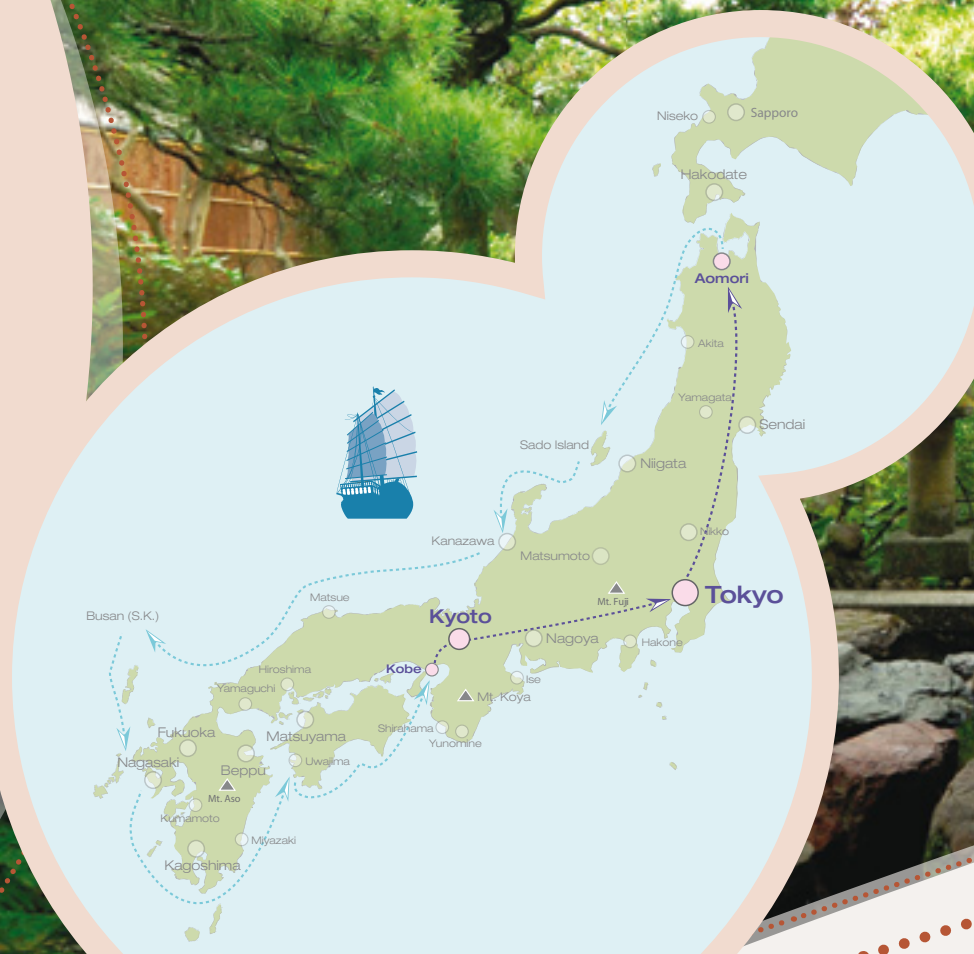 Niseko
Sapporo
Hakodate
Aomori
Akita
Yamagata
Sendai
Sado Island
Niigata
Kanazawa
Matsumoto
Nikko
Matsue
Mt. Fuji
Tokyo
Busan (S.K.)
Kyoto
Nagoya
Hakone
Kobe
Hiroshima
Ise
Yamaguchi
Mt. Koya
Fukuoka
Matsuyama
Shirahama
Yunomine
Nagasaki
Beppu
Uwajima
Mt. Aso
Kumamoto
Miyazaki
Kagoshima